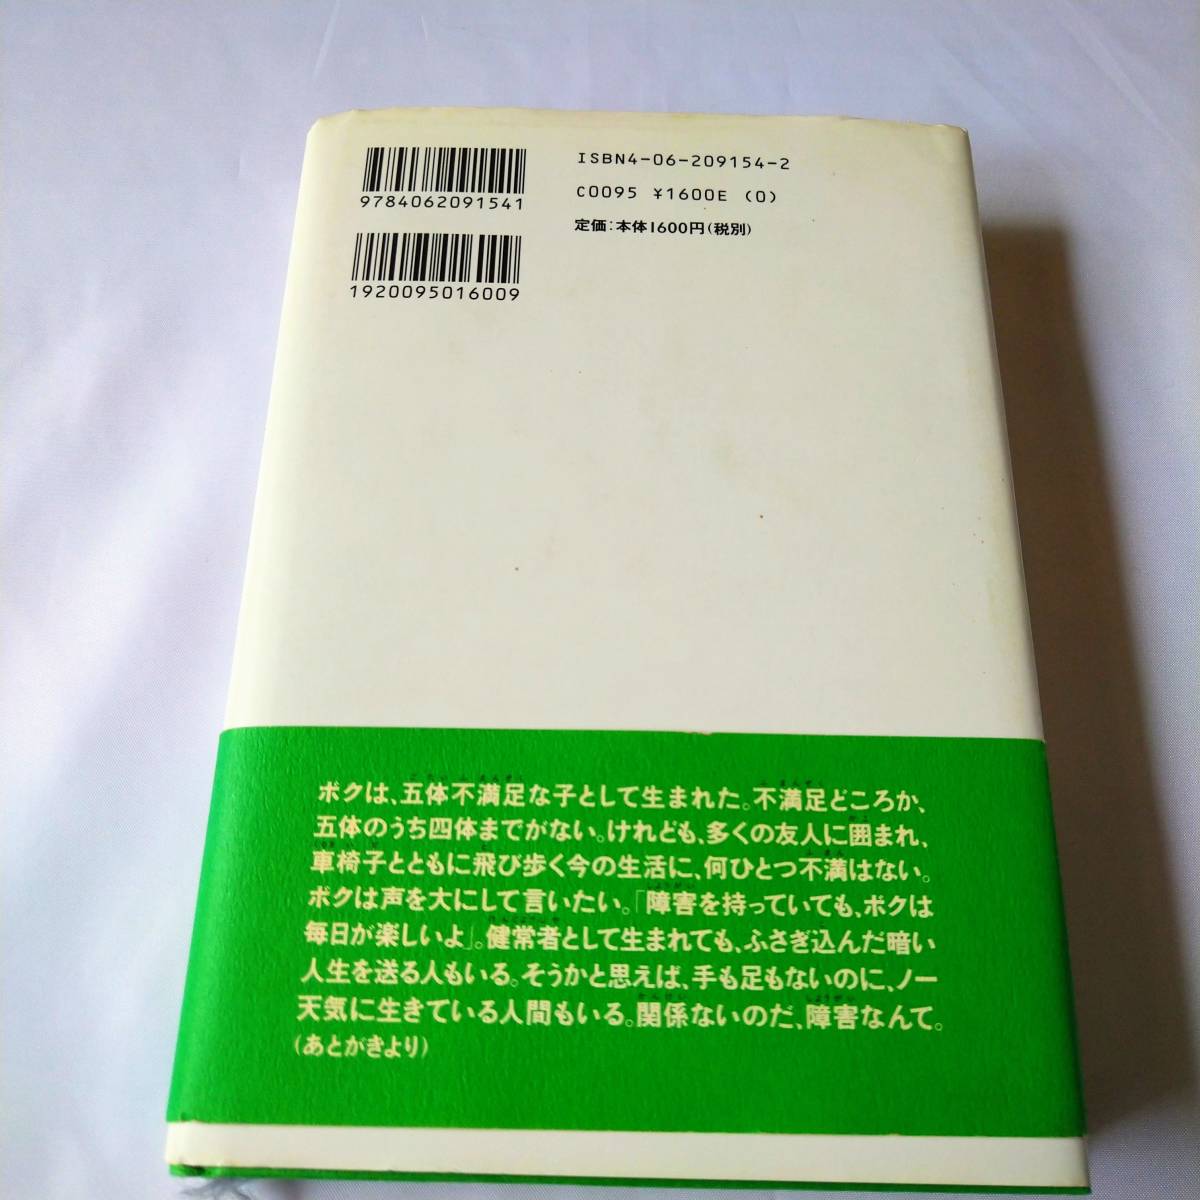 9784062091541
ISBN4-06-209154-2
C0095 ¥1600E (0)
定価：本体1600円（税別）
1920095016009
ボクは、五体不満足な子として生まれた。不満足どころか、
五体のうち四体までがない。けれども、多くの友人に囲まれ、
車椅子とともに飛び歩く今の生活に、何ひとつ不満はない。
ボクは声を大にして言いたい。「障害を持っていても、ボクは
毎日が楽しいよ」。健常者として生まれても、ふさぎ込んだ暗い
人生を送る人もいる。そうかと思えば、手も足もないのに、ノー
天気に生きている人間もいる。関係ないのだ、障害なんて。
（あとがきより）